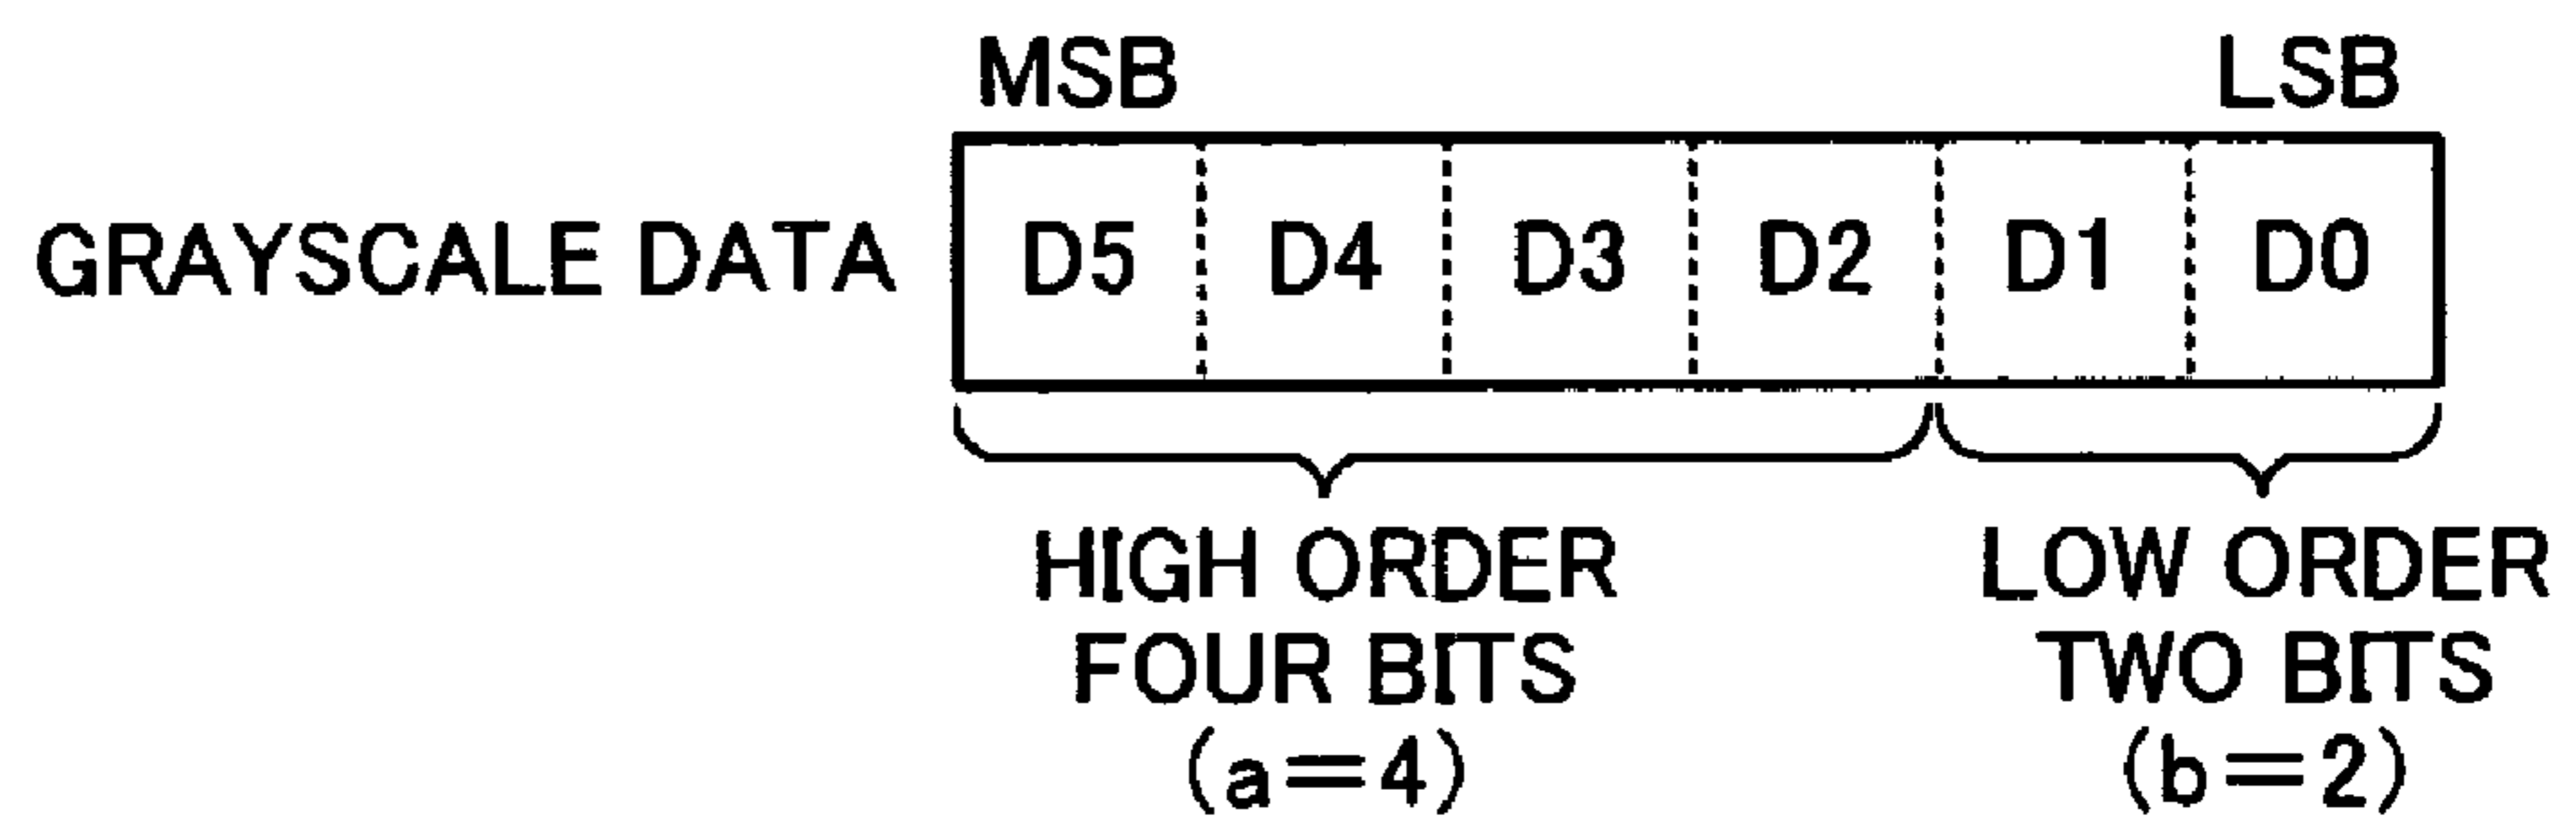 MSB LSB
GRAYSCALE DATA D5 D4 D3 D2 D1 D0
HIGH ORDER
FOUR BITS
(a=4)
LOW ORDER
TWO BITS
(b=2)